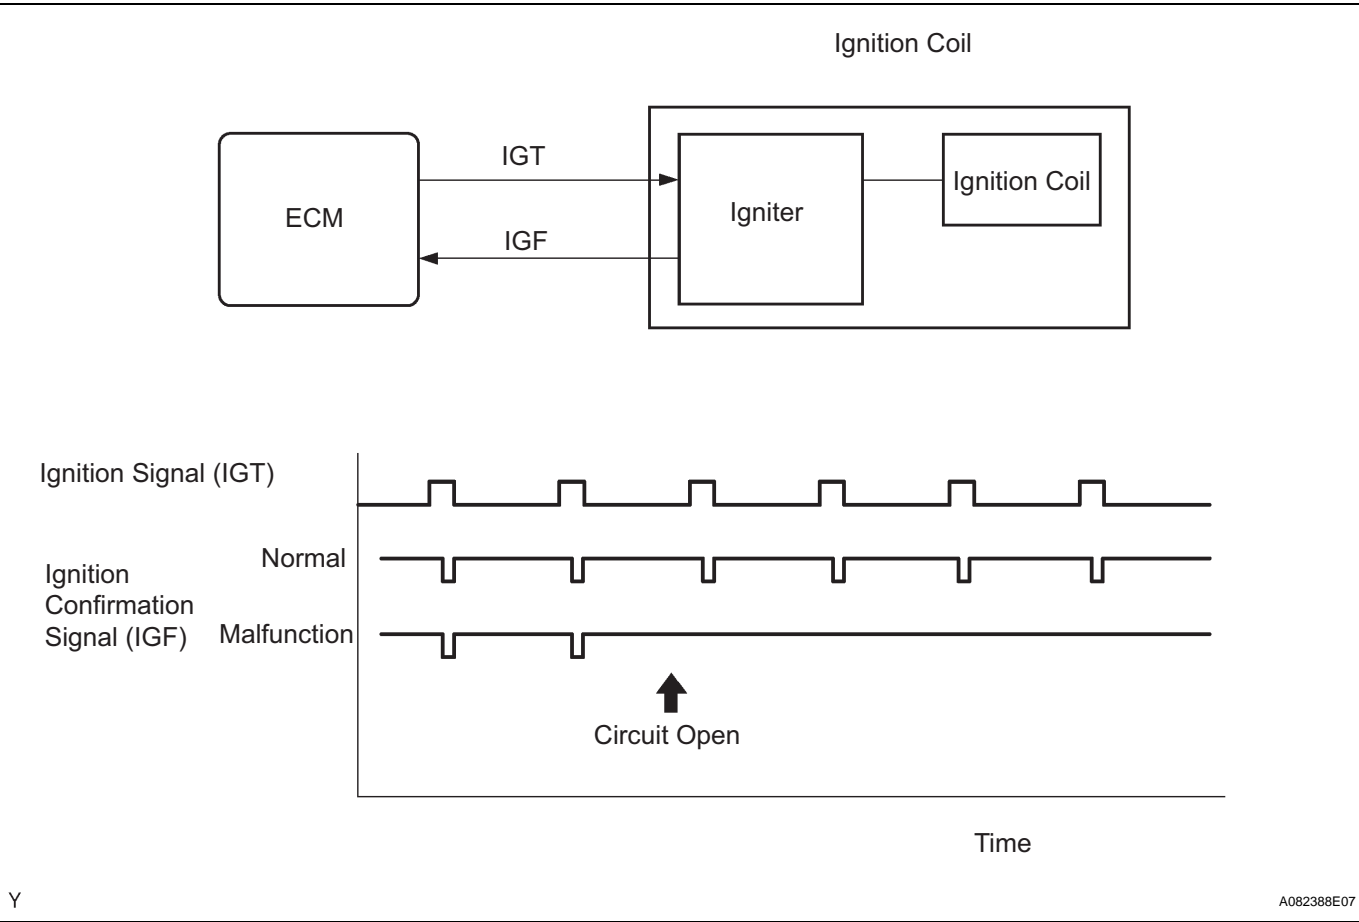 Ignition Coil
IGT
ECM
IGF
Igniter
Ignition Coil
Ignition Signal (IGT)
Normal
Ignition
Confirmation
Signal (IGF)
Malfunction
Circuit Open
Time
Y
A082388E07